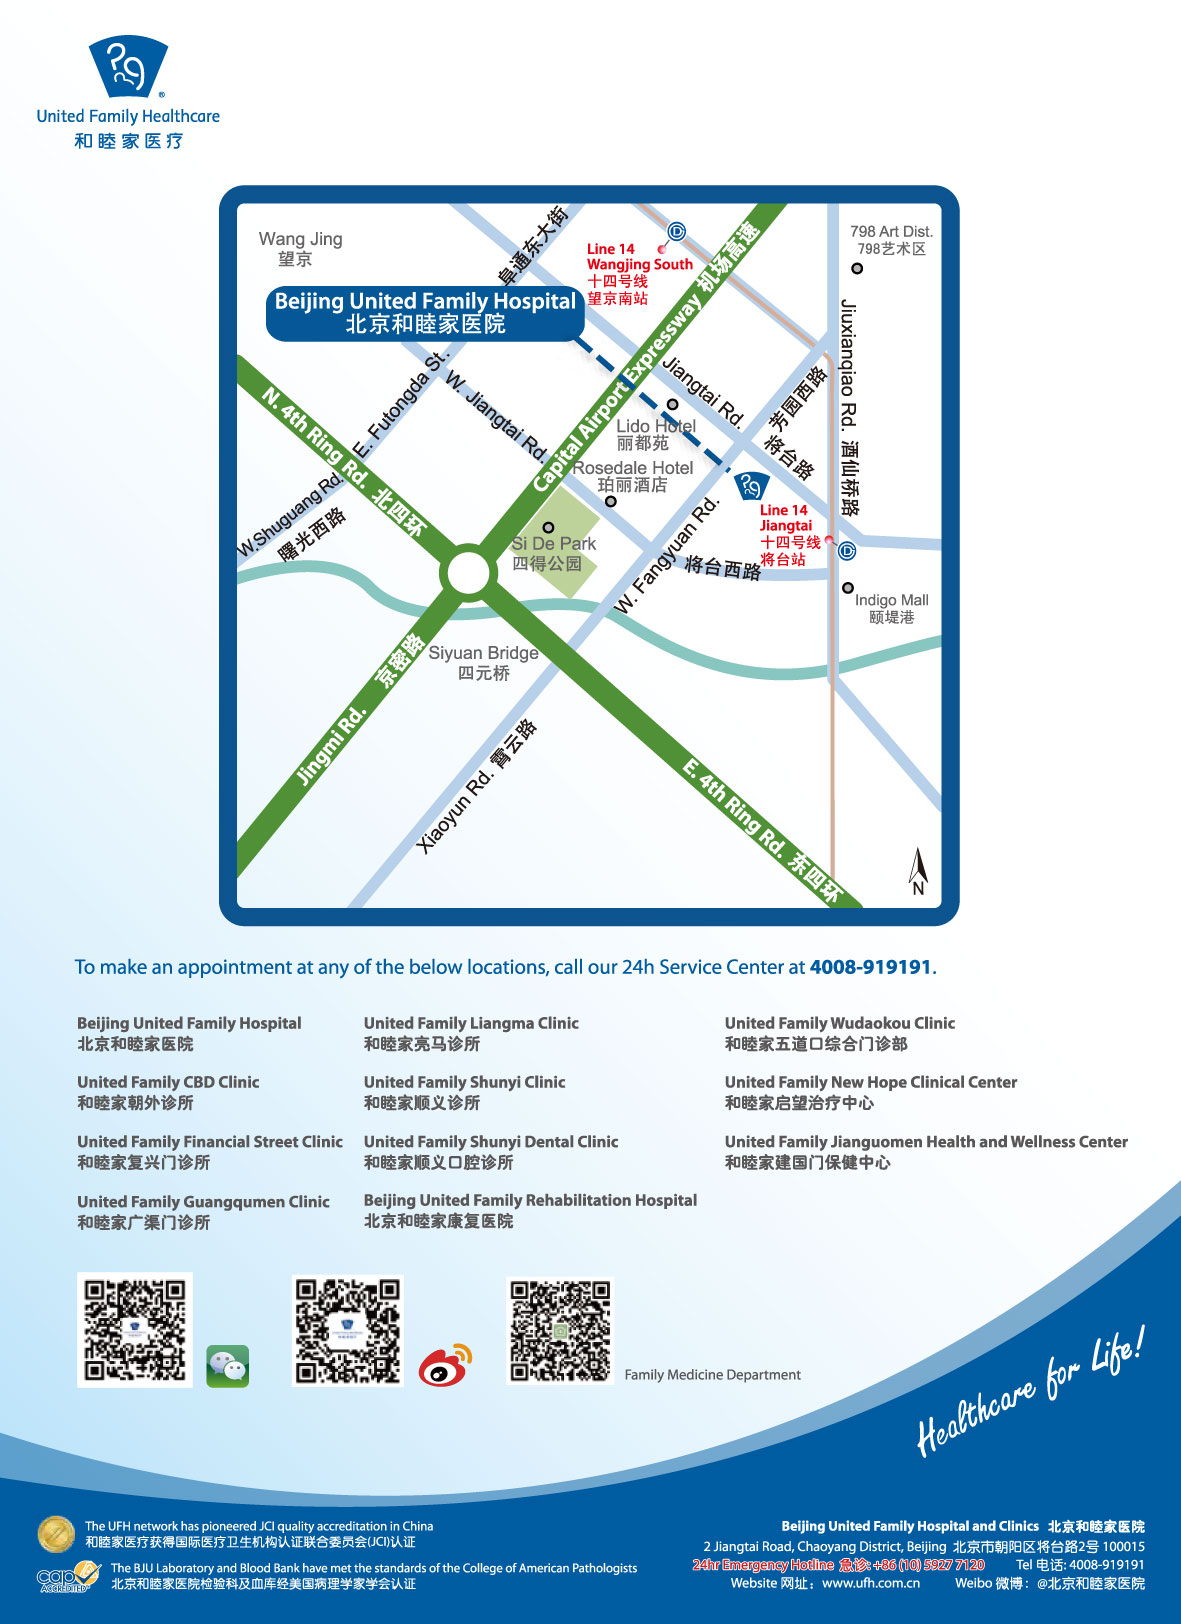 United Family Healthcare
和睦家医疗
Wang Jing
望京
阜通东大街
Line 14
Wangjing South
十四号线
望京南站
Capital Airport Expressway 机场高速
798 Art Dist.
798艺术区
Beijing United Family Hospital
北京和睦家医院
Jiuxianqiao Rd. 酒仙桥路
N. 4th Ring Rd. 北四环
E. Futongda St.
W. Jiangtai Rd.
Jiangtai Rd.
将台路
芳园西路
Lido Hotel
丽都苑
Rosedale Hotel
珀丽酒店
W.Shuguang Rd.
曙光西路
Line 14
Jiangtai
十四号线
将台站
Si De Park
四得公园
W. Fangyuan Rd.
将台西路
Indigo Mall
颐堤港
Siyuan Bridge
四元桥
Jingmi Rd. 京密路
Xiaoyun Rd. 霄云路
E. 4th Ring Rd. 东四环
N
To make an appointment at any of the below locations, call our 24h Service Center at 4008-919191.
Beijing United Family Hospital
北京和睦家医院
United Family CBD Clinic
和睦家朝外诊所
United Family Financial Street Clinic
和睦家复兴门诊所
United Family Guangqumen Clinic
和睦家广渠门诊所
United Family Liangma Clinic
和睦家亮马诊所
United Family Shunyi Clinic
和睦家顺义诊所
United Family Shunyi Dental Clinic
和睦家顺义口腔诊所
Beijing United Family Rehabilitation Hospital
北京和睦家康复医院
United Family Wudaokou Clinic
和睦家五道口综合门诊部
United Family New Hope Clinical Center
和睦家启望治疗中心
United Family Jianguomen Health and Wellness Center
和睦家建国门保健中心
Family Medicine Department
Healthcare for Life!
The UFH network has pioneered JCI quality accreditation in China
和睦家医疗获得国际医疗卫生机构认证联合委员会(JCI)认证
CAP ACCREDITED
The BJU Laboratory and Blood Bank have met the standards of the College of American Pathologists
北京和睦家医院检验科及血库经美国病理学家学会认证
Beijing United Family Hospital and Clinics 北京和睦家医院
2 Jiangtai Road, Chaoyang District, Beijing 北京市朝阳区将台路2号 100015
24hr Emergency Hotline 急诊: +86 (10) 5927 7120 Tel 电话: 4008-919191
Website 网址: www.ufh.com.cn Weibo 微博: @北京和睦家医院